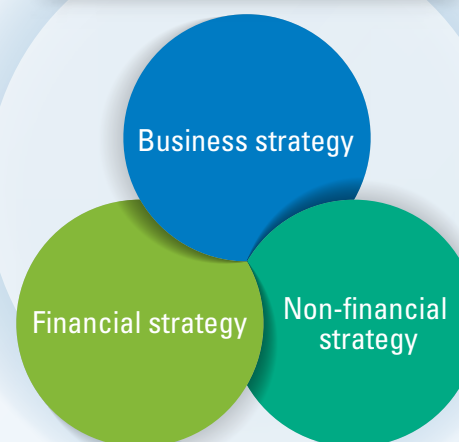 Business strategy
Financial strategy
Non-financial
strategy